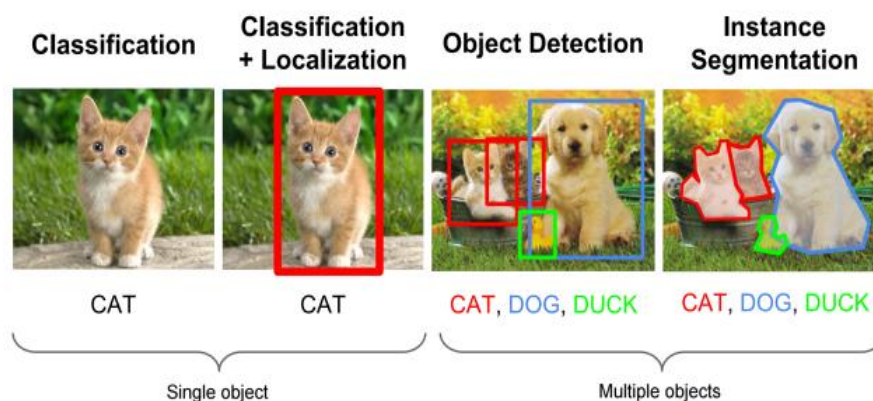 Classification
Classification
+ Localization
Object Detection
Instance
Segmentation
CAT
CAT
CAT, DOG, DUCK
CAT, DOG, DUCK
Single object
Multiple objects